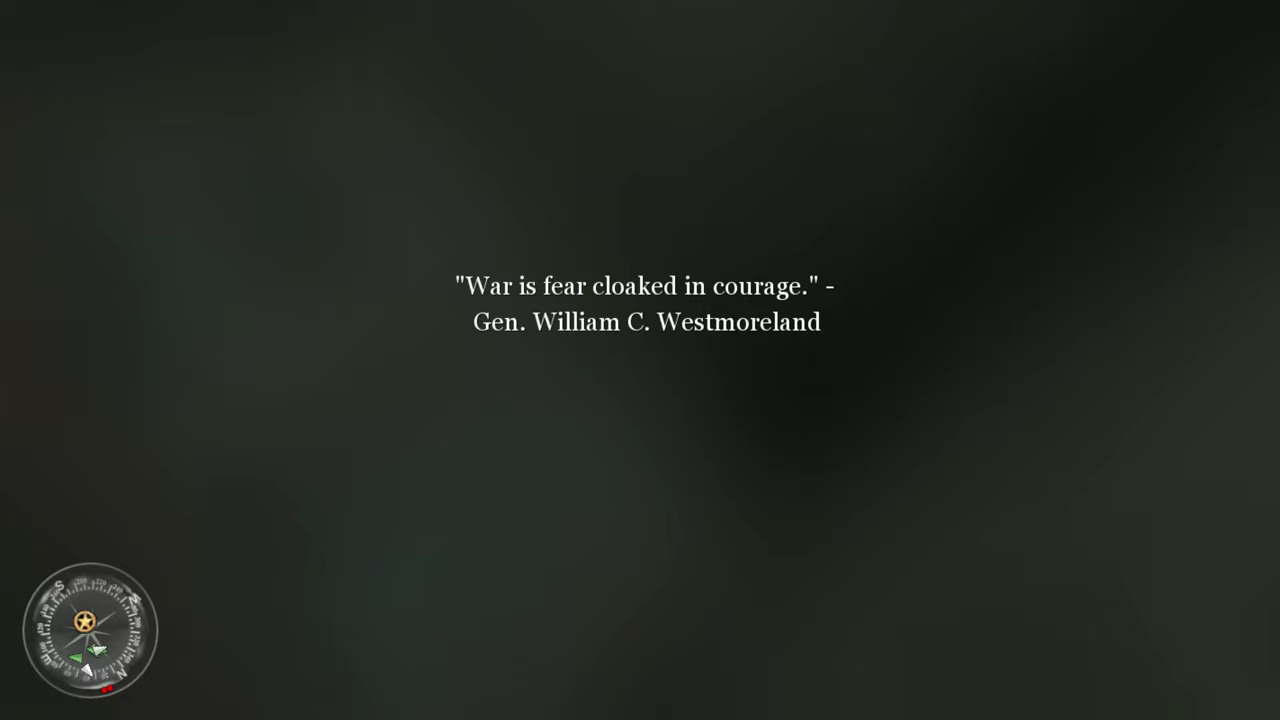 "War is fear cloaked in courage." -
Gen. William C. Westmoreland
S
E
N
W